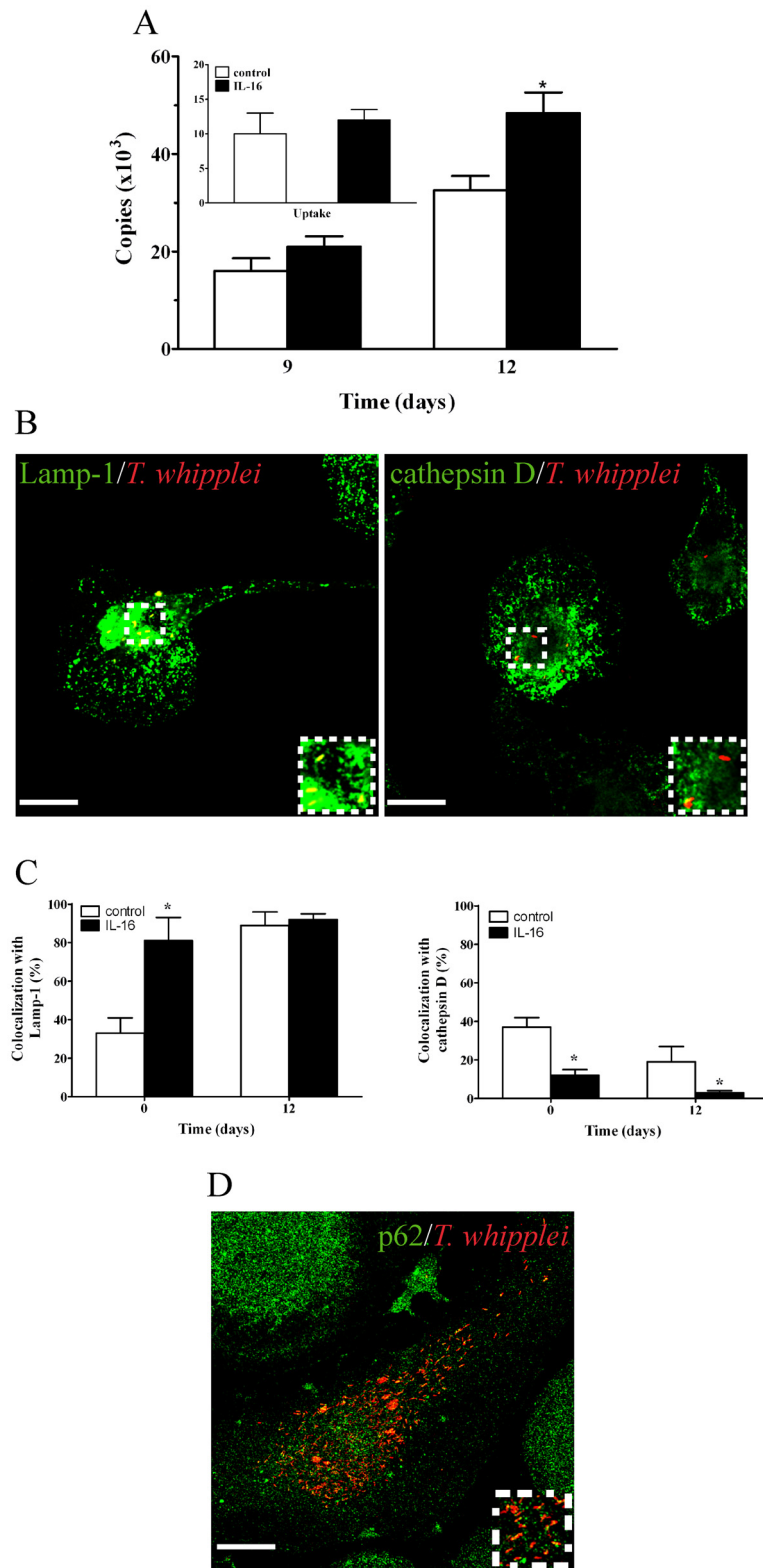 A
60
40
20
0
Copies (x10³)
20
15
10
5
0
control
IL-16
Uptake
*
9
12
Time (days)
B
Lamp-1/T. whipplei
cathepsin D/T. whipplei
C
100
80
60
40
20
0
Colocalization with
Lamp-1 (%)
control
IL-16
*
0
12
Time (days)
100
80
60
40
20
0
Colocalization with
cathepsin D (%)
control
IL-16
*
*
0
12
Time (days)
D
p62/T. whipplei